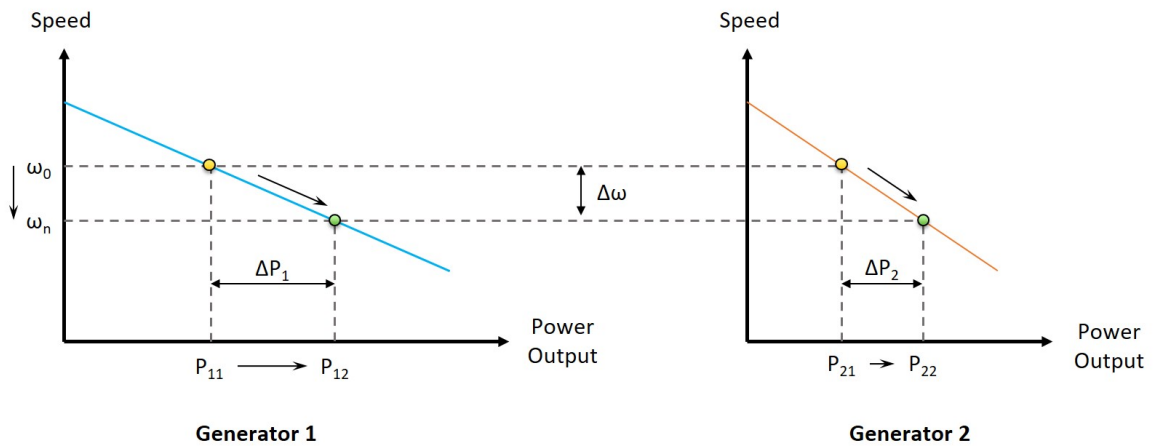 Speed
Speed
ω₀
Δω
ωₙ
ΔP₁
ΔP₂
Power
Output
Power
Output
P₁₁
P₁₂
P₂₁
P₂₂
Generator 1
Generator 2